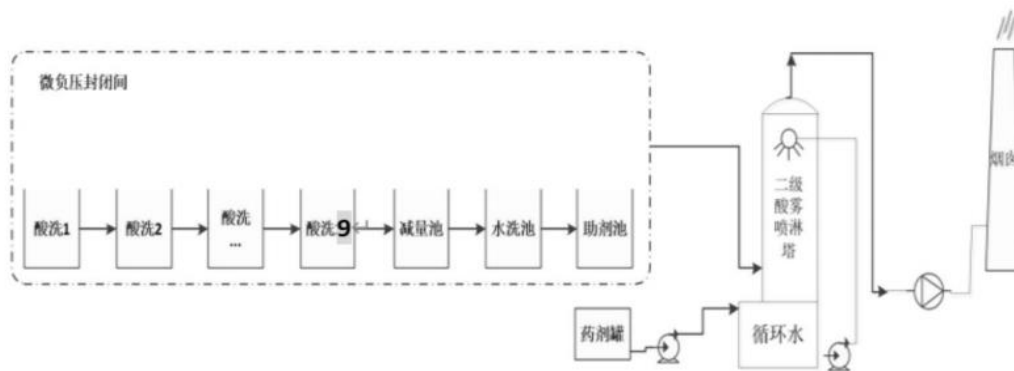 微负压封闭间
酸洗1
酸洗2
酸洗
...
酸洗9
减量池
水洗池
助剂池
二级
酸雾
喷淋
塔
循环水
药剂罐
烟囱